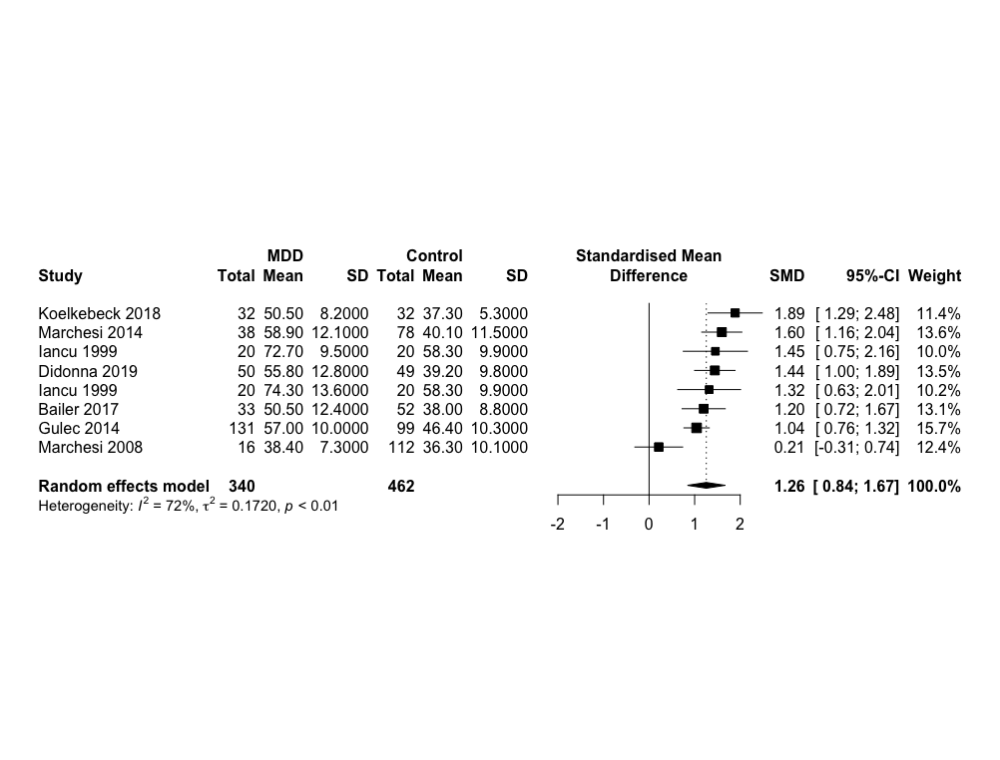 MDD Control Standardised Mean
Study Total Mean SD Total Mean SD Difference SMD 95%-CI Weight
Koelkebeck 2018 32 50.50 8.2000 32 37.30 5.3000 1.89 [ 1.29; 2.48] 11.4%
Marchesi 2014 38 58.90 12.1000 78 40.10 11.5000 1.60 [ 1.16; 2.04] 13.6%
Iancu 1999 20 72.70 9.5000 20 58.30 9.9000 1.45 [ 0.75; 2.16] 10.0%
Didonna 2019 50 55.80 12.8000 49 39.20 9.8000 1.44 [ 1.00; 1.89] 13.5%
Iancu 1999 20 74.30 13.6000 20 58.30 9.9000 1.32 [ 0.63; 2.01] 10.2%
Bailer 2017 33 50.50 12.4000 52 38.00 8.8000 1.20 [ 0.72; 1.67] 13.1%
Gulec 2014 131 57.00 10.0000 99 46.40 10.3000 1.04 [ 0.76; 1.32] 15.7%
Marchesi 2008 16 38.40 7.3000 112 36.30 10.1000 0.21 [-0.31; 0.74] 12.4%
Random effects model 340 462 1.26 [ 0.84; 1.67] 100.0%
Heterogeneity: I² = 72%, τ² = 0.1720, p < 0.01
-2 -1 0 1 2